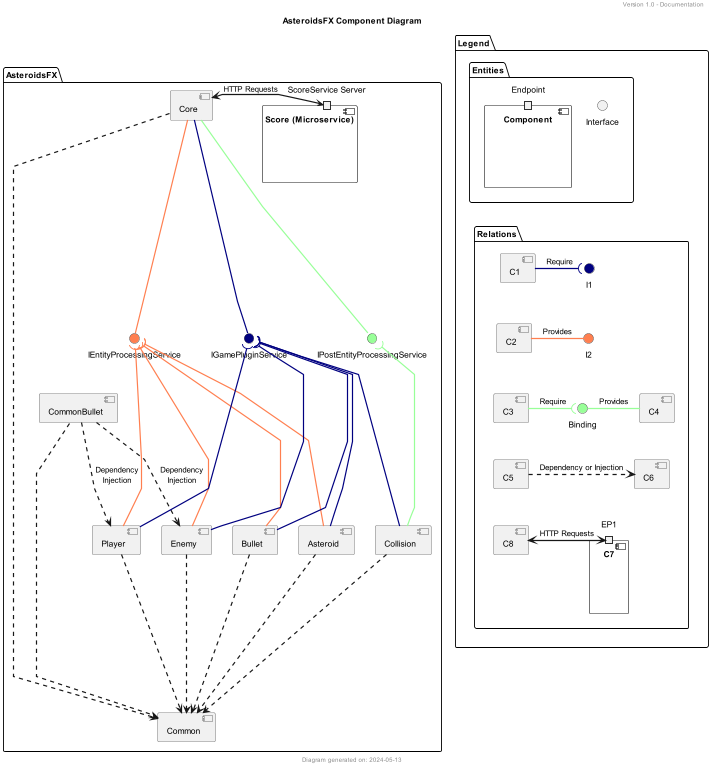 Version 1.0 - Documentation
AsteroidsFX Component Diagram
AsteroidsFX
Core
HTTP Requests
ScoreService Server
Score (Microservice)
IEntityProcessingService
IGamePluginService
IPostEntityProcessingService
CommonBullet
Dependency
Injection
Dependency
Injection
Player
Enemy
Bullet
Asteroid
Collision
Common
Legend
Entities
Endpoint
Component
Interface
Relations
C1
Require
I1
C2
Provides
I2
C3
Require
Provides
C4
Binding
C5
Dependency or Injection
C6
EP1
C8
HTTP Requests
C7
Diagram generated on: 2024-05-13